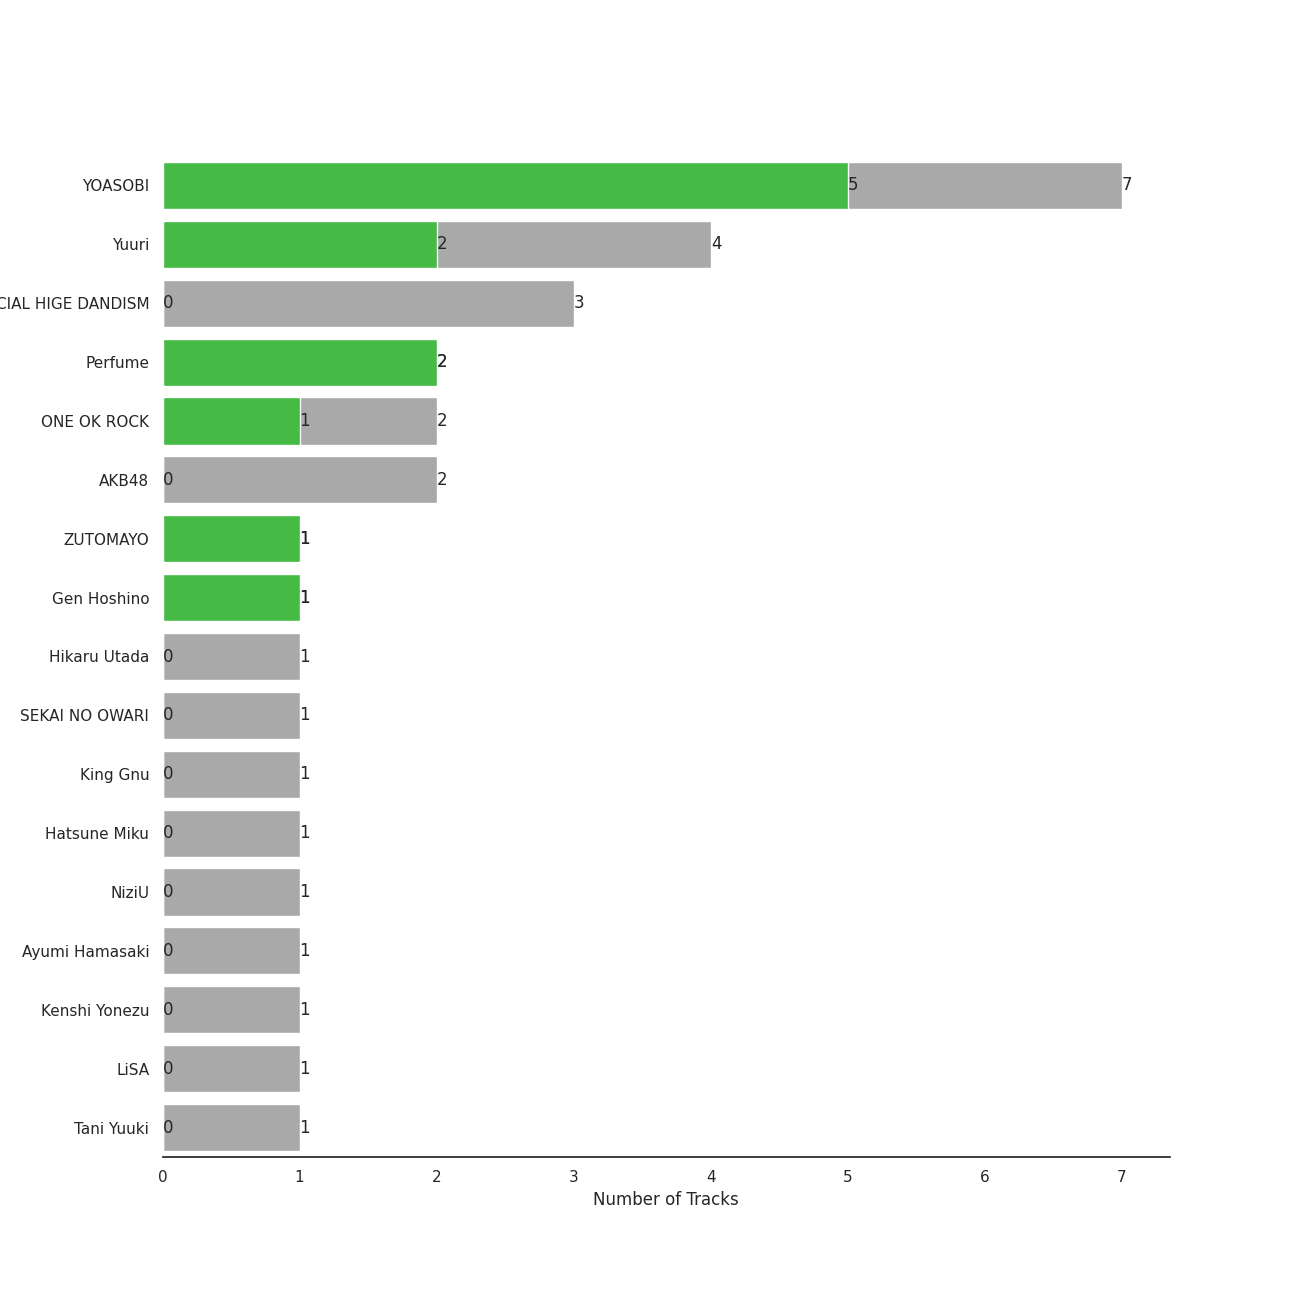 YOASOBI 5 7
Yuuri 2 4
CIAL HIGE DANDISM 0 3
Perfume 2
ONE OK ROCK 1 2
AKB48 0 2
ZUTOMAYO 1
Gen Hoshino 1
Hikaru Utada 0 1
SEKAI NO OWARI 0 1
King Gnu 0 1
Hatsune Miku 0 1
NiziU 0 1
Ayumi Hamasaki 0 1
Kenshi Yonezu 0 1
LiSA 0 1
Tani Yuuki 0 1
0 1 2 3 4 5 6 7
Number of Tracks